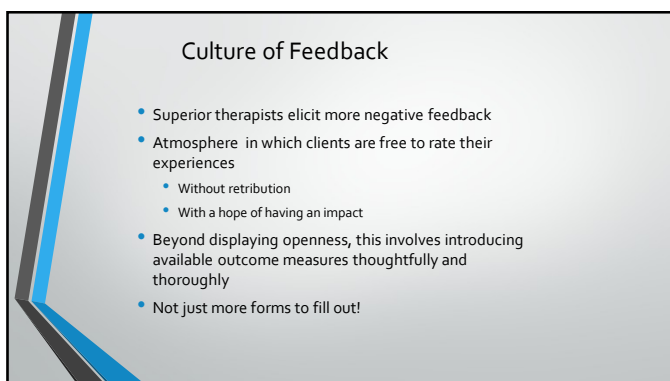 Culture of Feedback
• Superior therapists elicit more negative feedback
• Atmosphere in which clients are free to rate their
experiences
• Without retribution
• With a hope of having an impact
• Beyond displaying openness, this involves introducing
available outcome measures thoughtfully and
thoroughly
• Not just more forms to fill out!